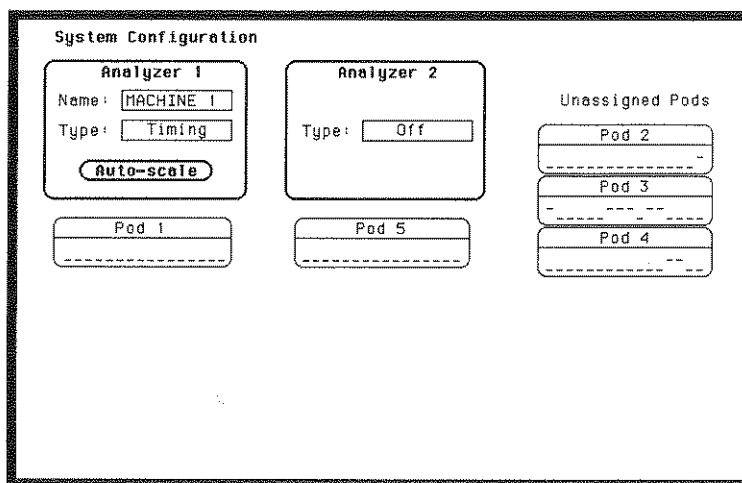 System Configuration
Analyzer 1
Name: MACHINE 1
Type: Timing
Auto-scale
Analyzer 2
Type: Off
Unassigned Pods
Pod 2
Pod 3
Pod 4
Pod 1
Pod 5